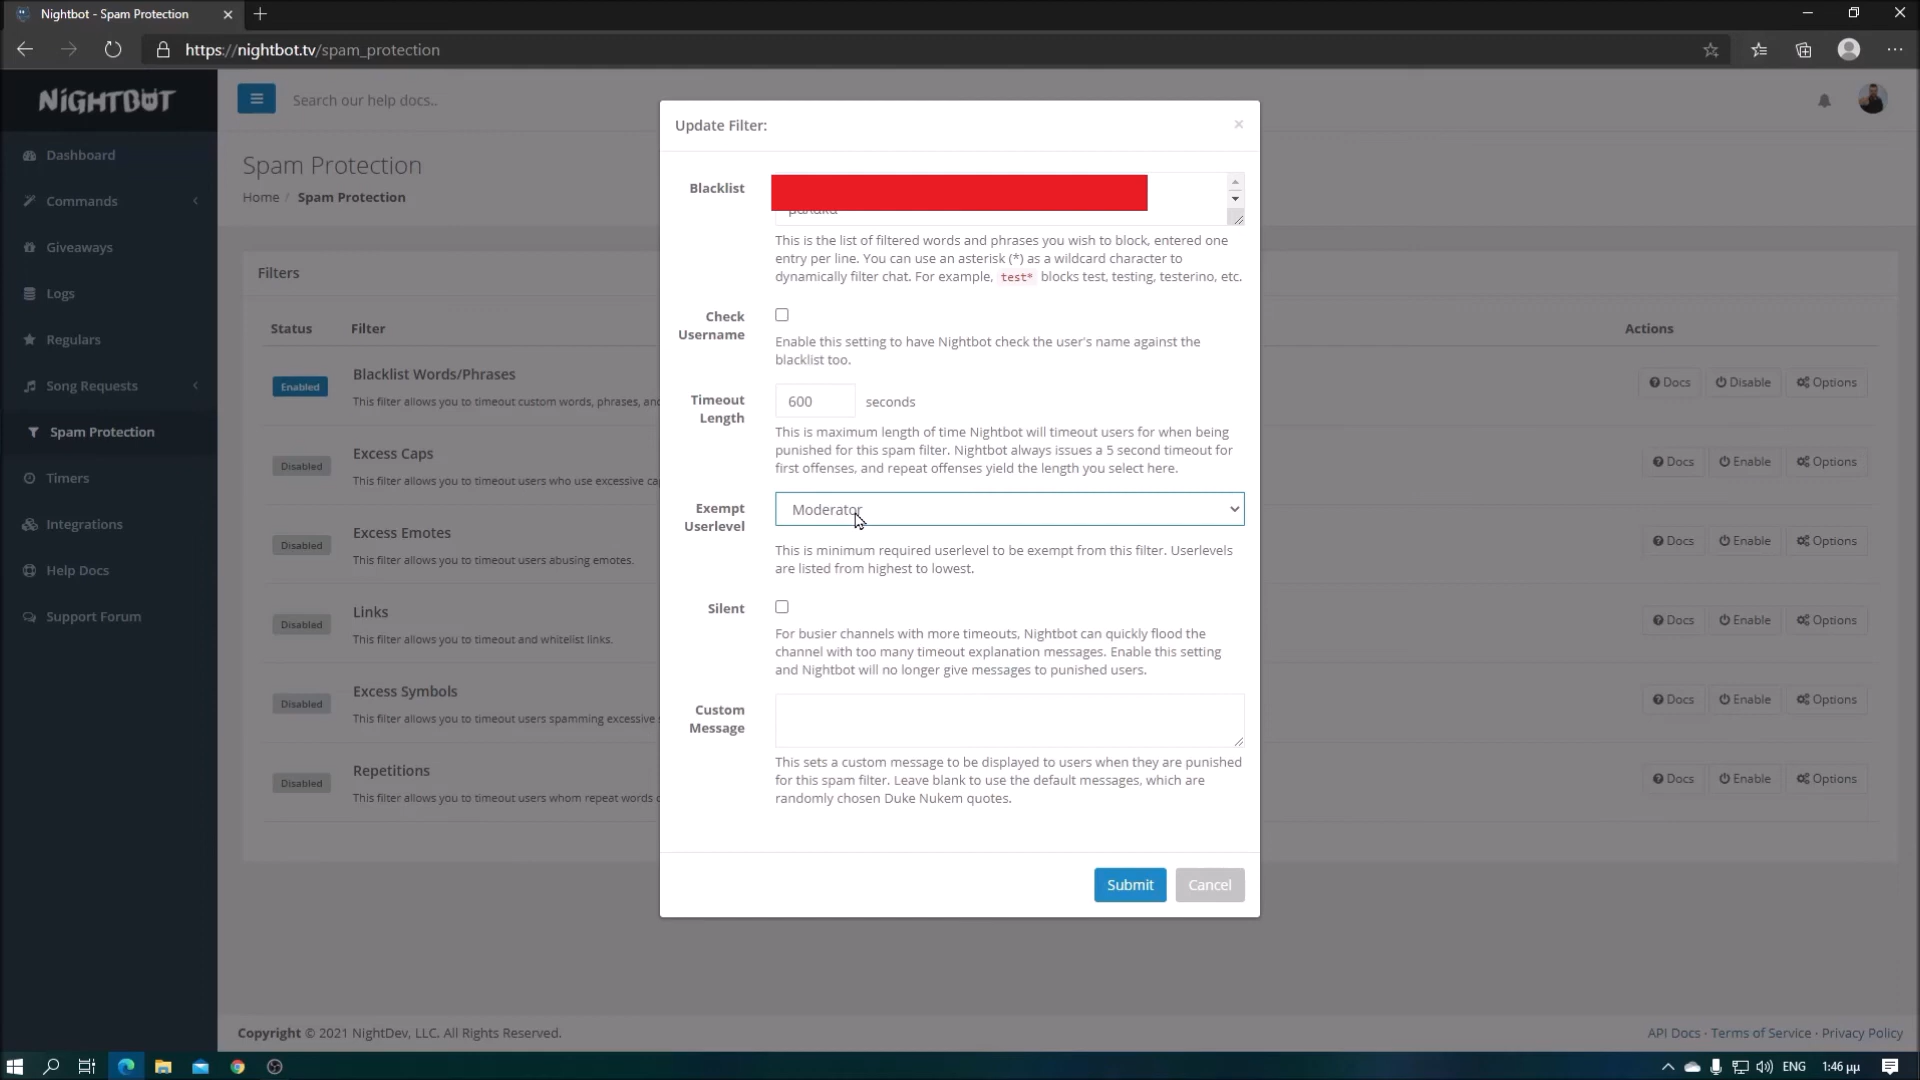 Nightbot - Spam Protection
https://nightbot.tv/spam_protection
NIGHTBOT
Search our help docs..
Dashboard
Commands
Giveaways
Logs
Regulars
Song Requests
Spam Protection
Timers
Integrations
Help Docs
Support Forum
Spam Protection
Home / Spam Protection
Filters
Status Filter Actions
Enabled
Blacklist Words/Phrases
This filter allows you to timeout custom words, phrases, and
Docs Disable Options
Disabled
Excess Caps
This filter allows you to timeout users who use excessive
Docs Enable Options
Disabled
Excess Emotes
This filter allows you to timeout users abusing emotes.
Docs Enable Options
Disabled
Links
This filter allows you to timeout and whitelist links.
Docs Enable Options
Disabled
Excess Symbols
This filter allows you to timeout users spamming excessive
Docs Enable Options
Disabled
Repetitions
This filter allows you to timeout users whom repeat words
Docs Enable Options
Update Filter:
Blacklist
This is the list of filtered words and phrases you wish to block, entered one
entry per line. You can use an asterisk (*) as a wildcard character to
dynamically filter chat. For example, test* blocks test, testing, testerino, etc.
Check
Username
Enable this setting to have Nightbot check the user's name against the
blacklist too.
Timeout
Length
600 seconds
This is maximum length of time Nightbot will timeout users for when being
punished for this spam filter. Nightbot always issues a 5 second timeout for
first offenses, and repeat offenses yield the length you select here.
Exempt
Userlevel
Moderator
This is minimum required userlevel to be exempt from this filter. Userlevels
are listed from highest to lowest.
Silent
For busier channels with more timeouts, Nightbot can quickly flood the
channel with too many timeout explanation messages. Enable this setting
and Nightbot will no longer give messages to punished users.
Custom
Message
This sets a custom message to be displayed to users when they are punished
for this spam filter. Leave blank to use the default messages, which are
randomly chosen Duke Nukem quotes.
Submit Cancel
Copyright © 2021 NightDev, LLC. All Rights Reserved.
API Docs · Terms of Service · Privacy Policy
ENG 1:46 μμ